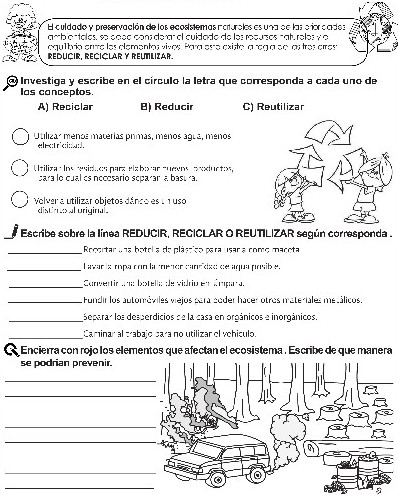 El cuidado y preservación de los ecosistemas naturales es una de las prioridades
ambientales, se debe considerar el cuidado de los recursos naturales y el
equilibrio entre los elementos vivos. Para esto existe la regla de las tres erres:
REDUCIR, RECICLAR Y REUTILIZAR.
Investiga y escribe en el círculo la letra que corresponda a cada uno de
los conceptos.
A) Reciclar B) Reducir C) Reutilizar
Utilizar menos materias primas, menos agua, menos
electricidad.
Utilizar los residuos para elaborar nuevos productos,
para lo cual es necesario separar la basura.
Volver a utilizar objetos dándoles un uso
distinto al original.
Escribe sobre la línea REDUCIR, RECICLAR O REUTILIZAR según corresponda .
Recortar una botella de plástico para usarla como maceta.
Lavar la ropa con la menor cantidad de agua posible.
Convertir una botella de vidrio en lámpara.
Fundir los automóviles viejos para poder hacer otros materiales metálicos.
Separar los desperdicios de la casa en orgánicos e inorgánicos.
Caminar al trabajo para no utilizar el vehículo.
Encierra con rojo los elementos que afectan el ecosistema . Escribe de que manera
se podrían prevenir.